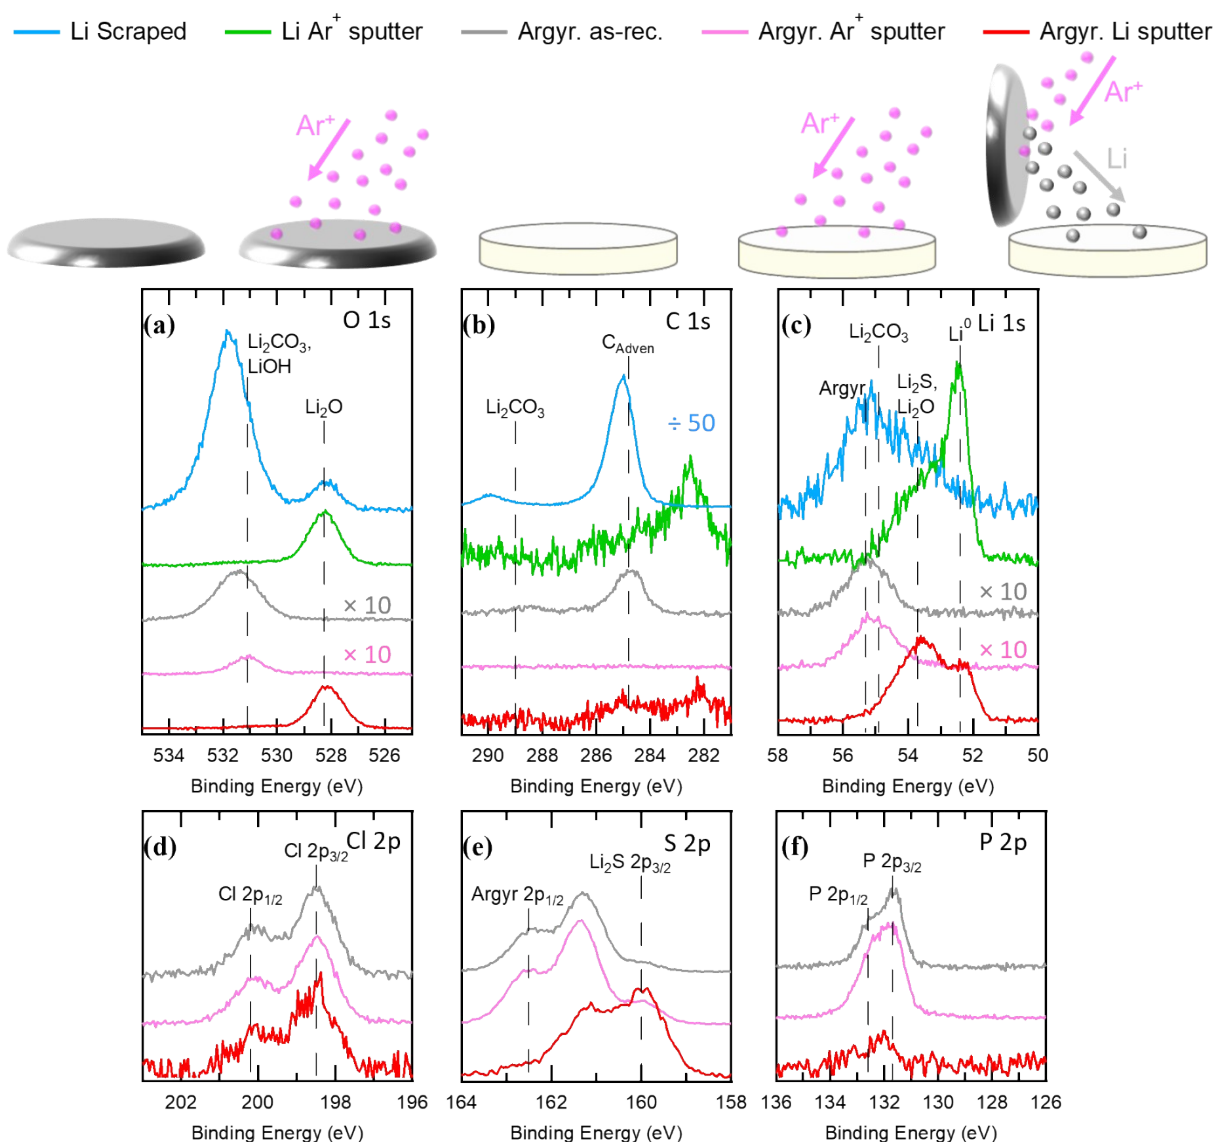 Li Scraped
Li Ar⁺ sputter
Argyr. as-rec.
Argyr. Ar⁺ sputter
Argyr. Li sputter
Ar⁺
Ar⁺
Ar⁺
Li
(a)
O 1s
Li₂CO₃,
LiOH
Li₂O
× 10
× 10
534 532 530 528 526
Binding Energy (eV)
(b)
C 1s
C_Adven
Li₂CO₃
÷ 50
290 288 286 284 282
Binding Energy (eV)
(c)
Li₂CO₃
Li⁰
Li 1s
Argyr
Li₂S,
Li₂O
× 10
× 10
58 56 54 52 50
Binding Energy (eV)
(d)
Cl 2p
Cl 2p₃/₂
Cl 2p₁/₂
202 200 198 196
Binding Energy (eV)
(e)
S 2p
Li₂S 2p₃/₂
Argyr 2p₁/₂
164 162 160 158
Binding Energy (eV)
(f)
P 2p
P 2p₃/₂
P 2p₁/₂
136 134 132 130 128 126
Binding Energy (eV)